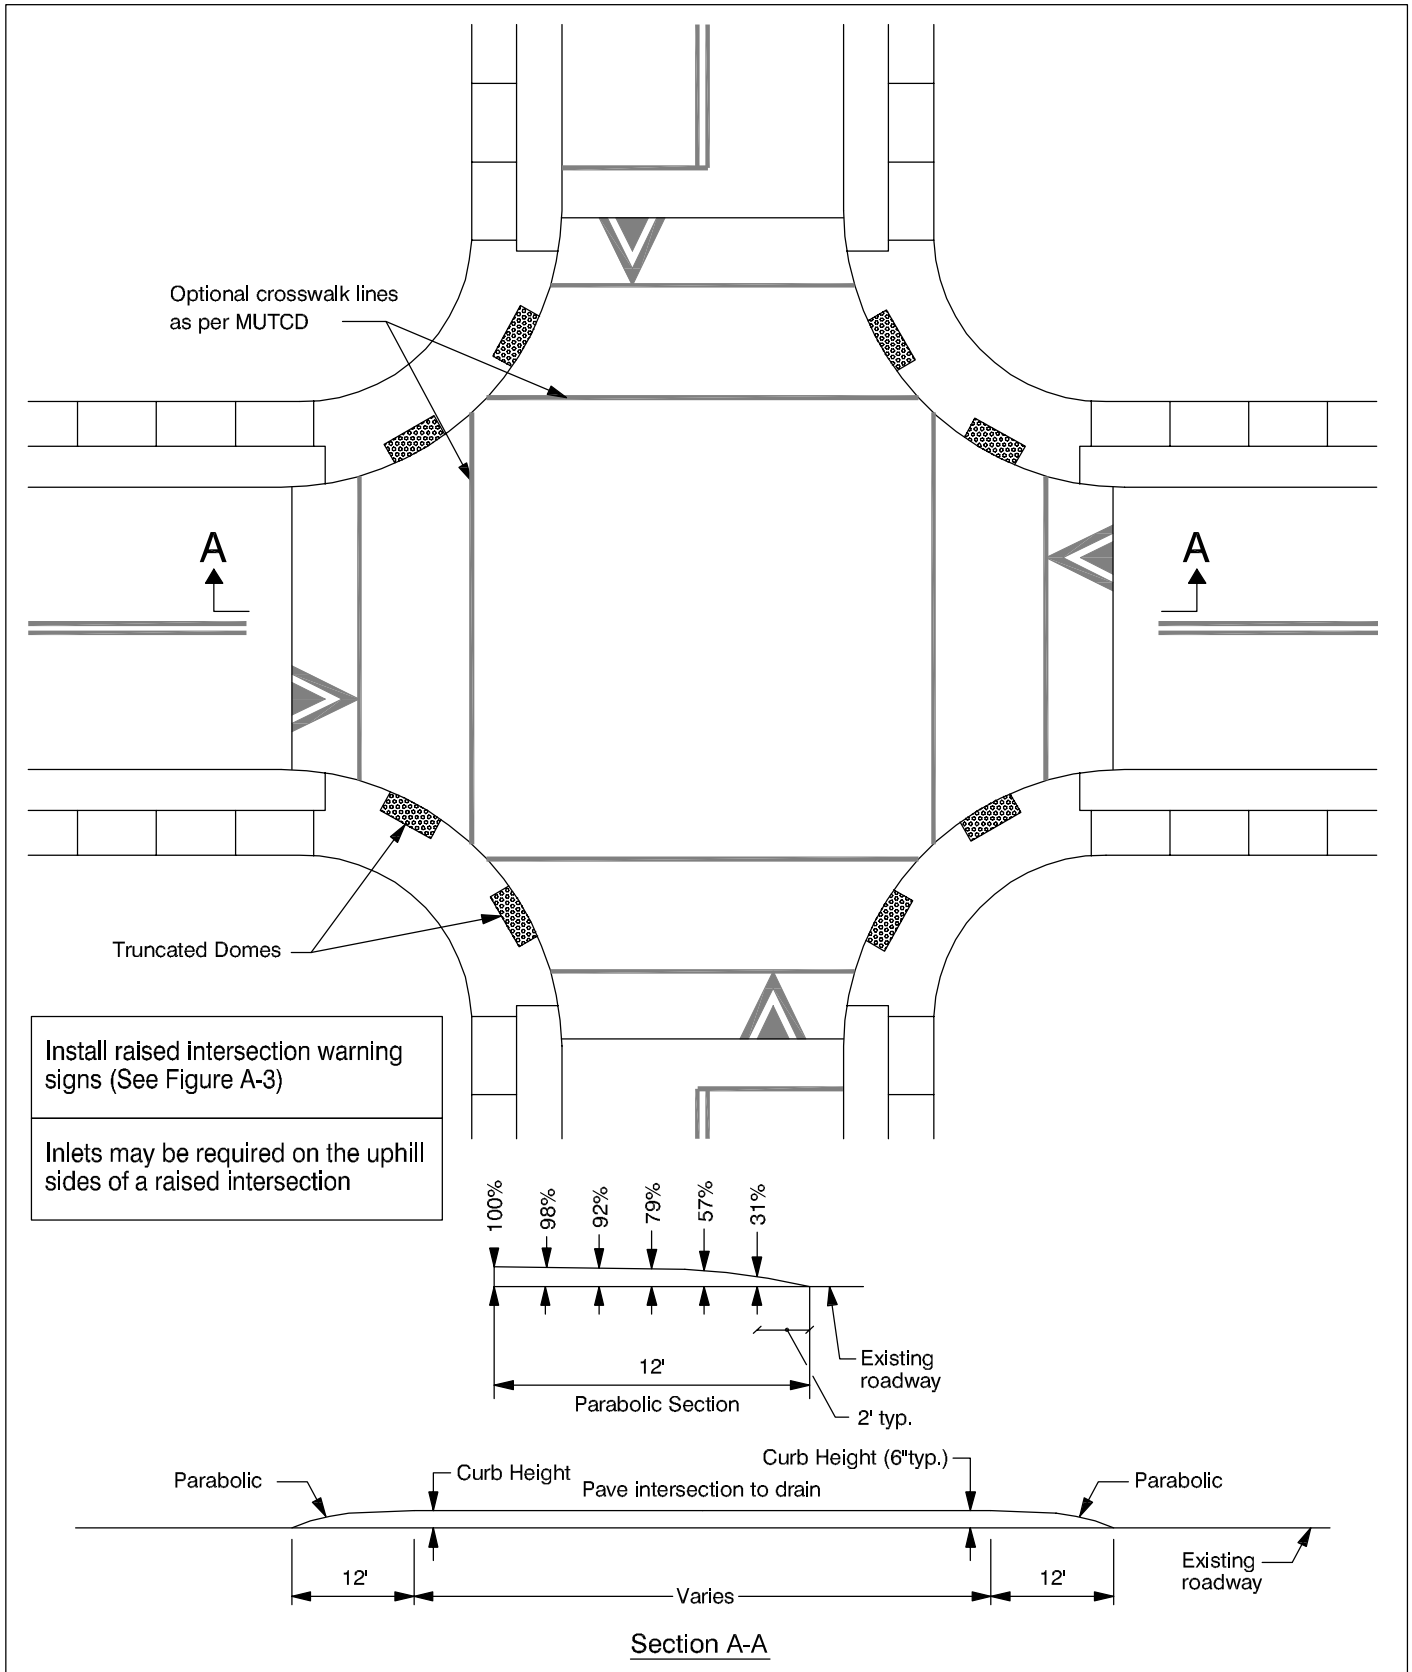 Optional crosswalk lines
as per MUTCD
A
A
Truncated Domes
Install raised intersection warning
signs (See Figure A-3)
Inlets may be required on the uphill
sides of a raised intersection
100%
98%
92%
79%
57%
31%
12'
Parabolic Section
Existing
roadway
2' typ.
Parabolic
Curb Height
Pave intersection to drain
Curb Height (6"typ.)
Parabolic
12'
Varies
12'
Existing
roadway
Section A-A